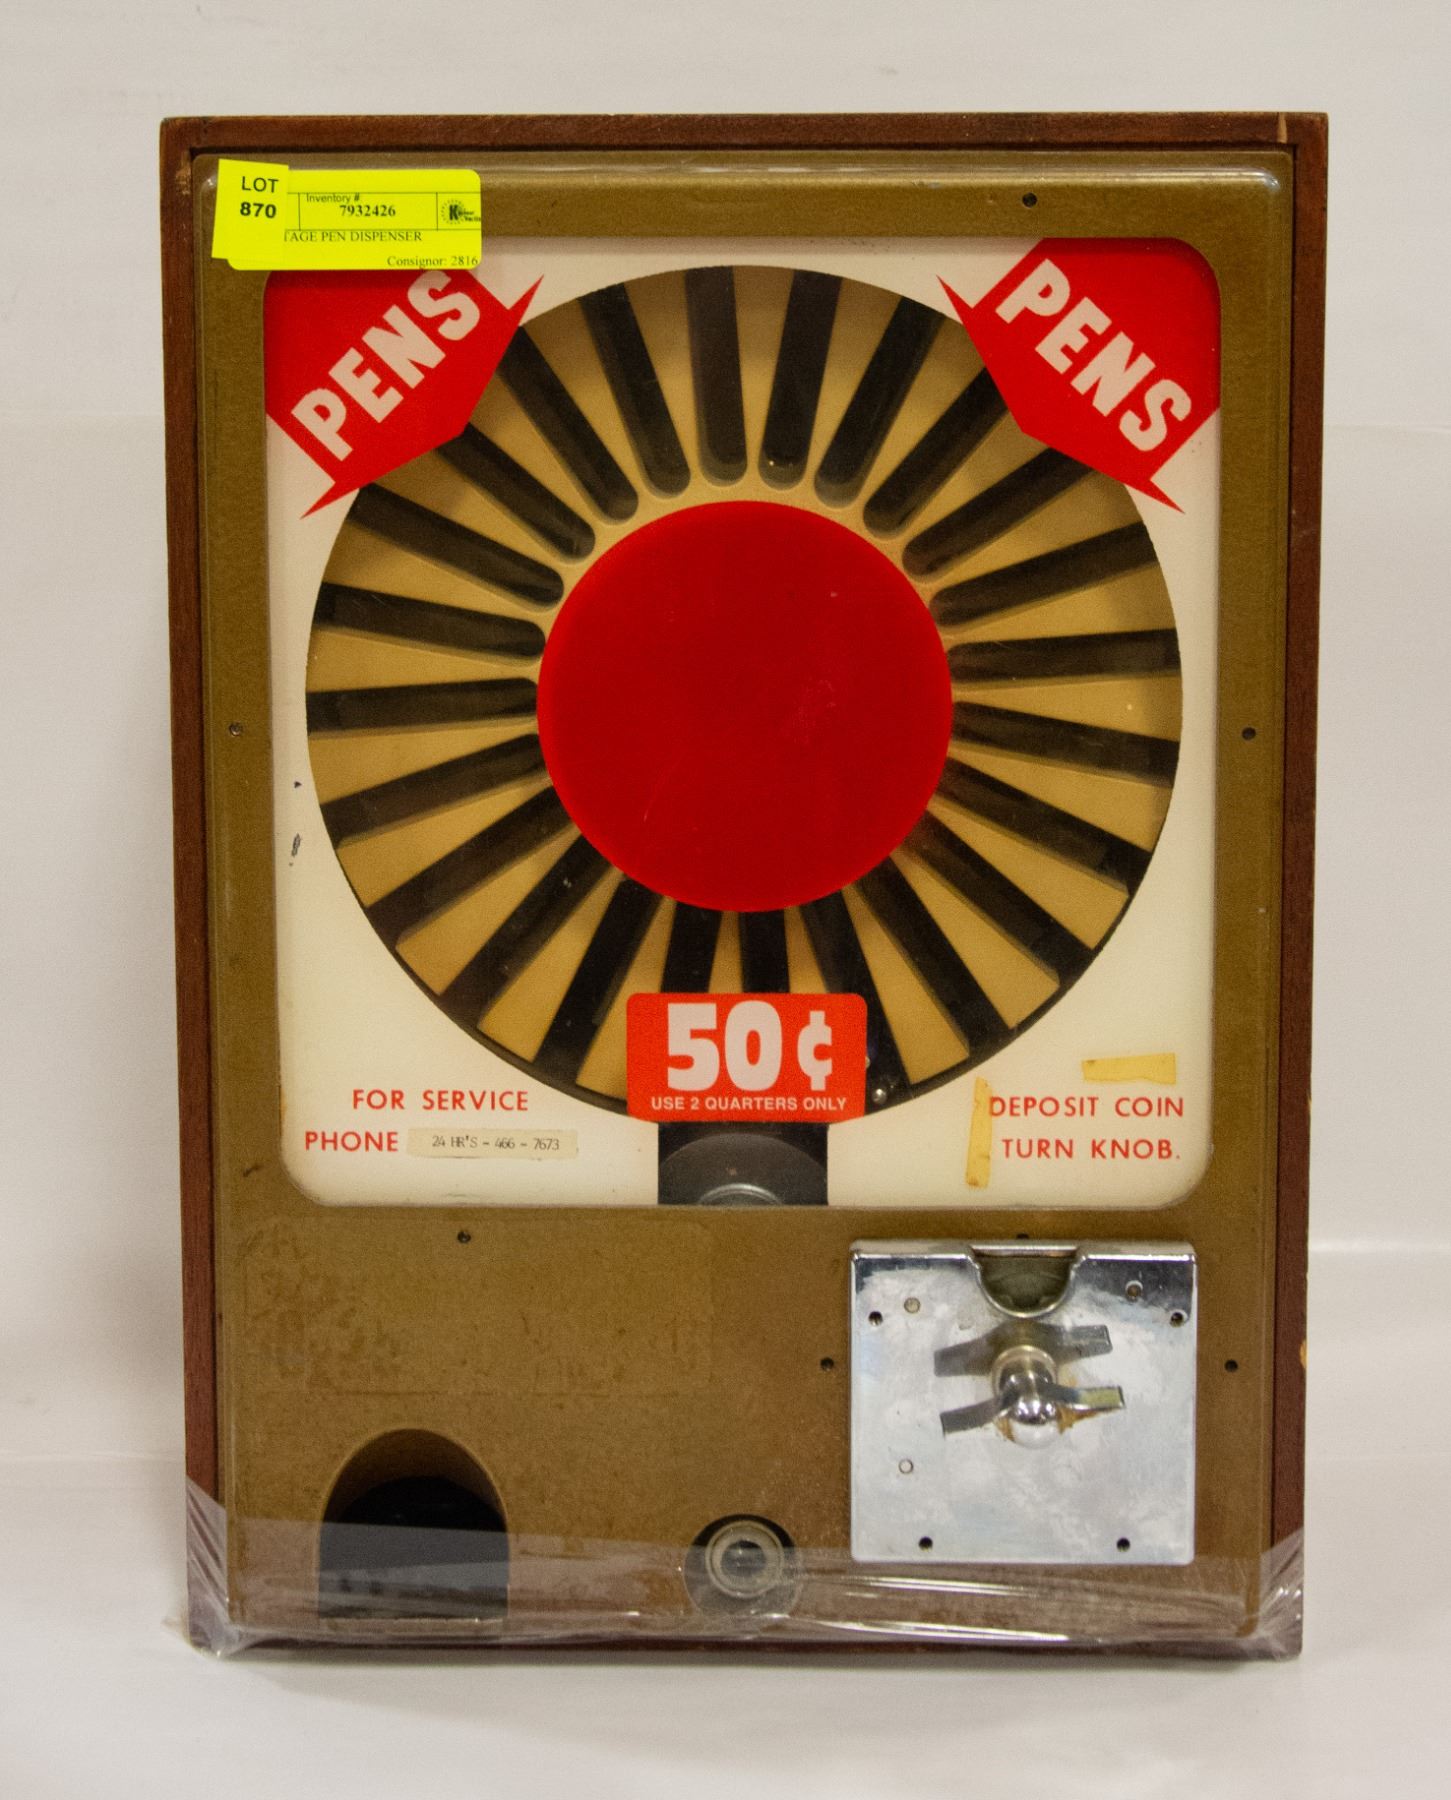 LOT
870
Inventory #
7932426
TAGE PEN DISPENSER
Consignor: 2816
PENS
PENS
50¢
USE 2 QUARTERS ONLY
FOR SERVICE
PHONE 24 HR'S - 466 - 7673
DEPOSIT COIN
TURN KNOB.